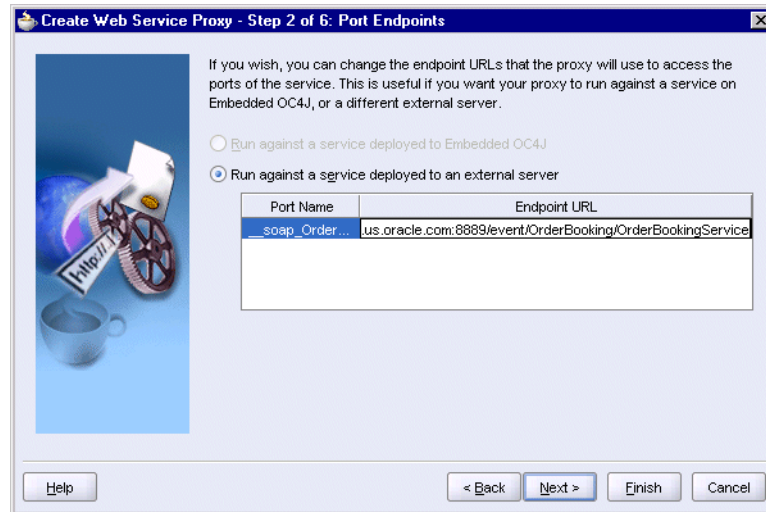 Create Web Service Proxy - Step 2 of 6: Port Endpoints
If you wish, you can change the endpoint URLs that the proxy will use to access the
ports of the service. This is useful if you want your proxy to run against a service on
Embedded OC4J, or a different external server.
Run against a service deployed to Embedded OC4J
Run against a service deployed to an external server
Port Name Endpoint URL
__soap_Order... .us.oracle.com:8889/event/OrderBooking/OrderBookingService
http://.
Help < Back Next > Finish Cancel